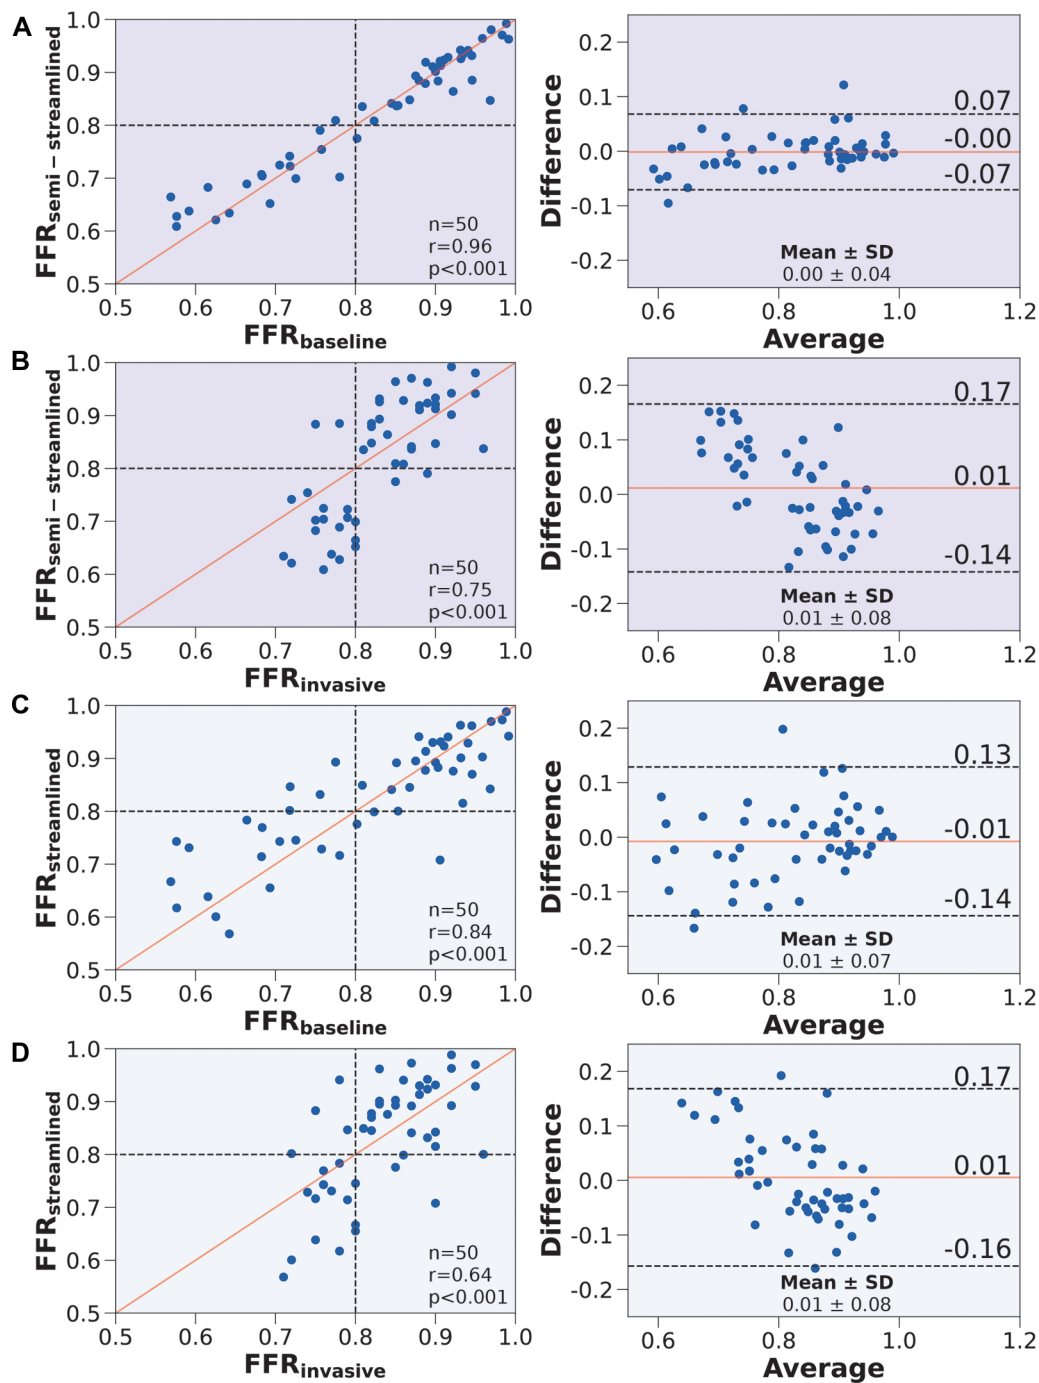 A
FFRsemi−streamlined
1.0
0.9
0.8
0.7
0.6
0.5
n=50
r=0.96
p<0.001
0.5 0.6 0.7 0.8 0.9 1.0
FFRbaseline
Difference
0.2
0.1
0.0
-0.1
-0.2
0.07
-0.00
-0.07
Mean ± SD
0.00 ± 0.04
0.6 0.8 1.0 1.2
Average
B
FFRsemi−streamlined
1.0
0.9
0.8
0.7
0.6
0.5
n=50
r=0.75
p<0.001
0.5 0.6 0.7 0.8 0.9 1.0
FFRinvasive
Difference
0.2
0.1
0.0
-0.1
-0.2
0.17
0.01
-0.14
Mean ± SD
0.01 ± 0.08
0.6 0.8 1.0 1.2
Average
C
FFRstreamlined
1.0
0.9
0.8
0.7
0.6
0.5
n=50
r=0.84
p<0.001
0.5 0.6 0.7 0.8 0.9 1.0
FFRbaseline
Difference
0.2
0.1
0.0
-0.1
-0.2
0.13
-0.01
-0.14
Mean ± SD
0.01 ± 0.07
0.6 0.8 1.0 1.2
Average
D
FFRstreamlined
1.0
0.9
0.8
0.7
0.6
0.5
n=50
r=0.64
p<0.001
0.5 0.6 0.7 0.8 0.9 1.0
FFRinvasive
Difference
0.2
0.1
0.0
-0.1
-0.2
0.17
0.01
-0.16
Mean ± SD
0.01 ± 0.08
0.6 0.8 1.0 1.2
Average